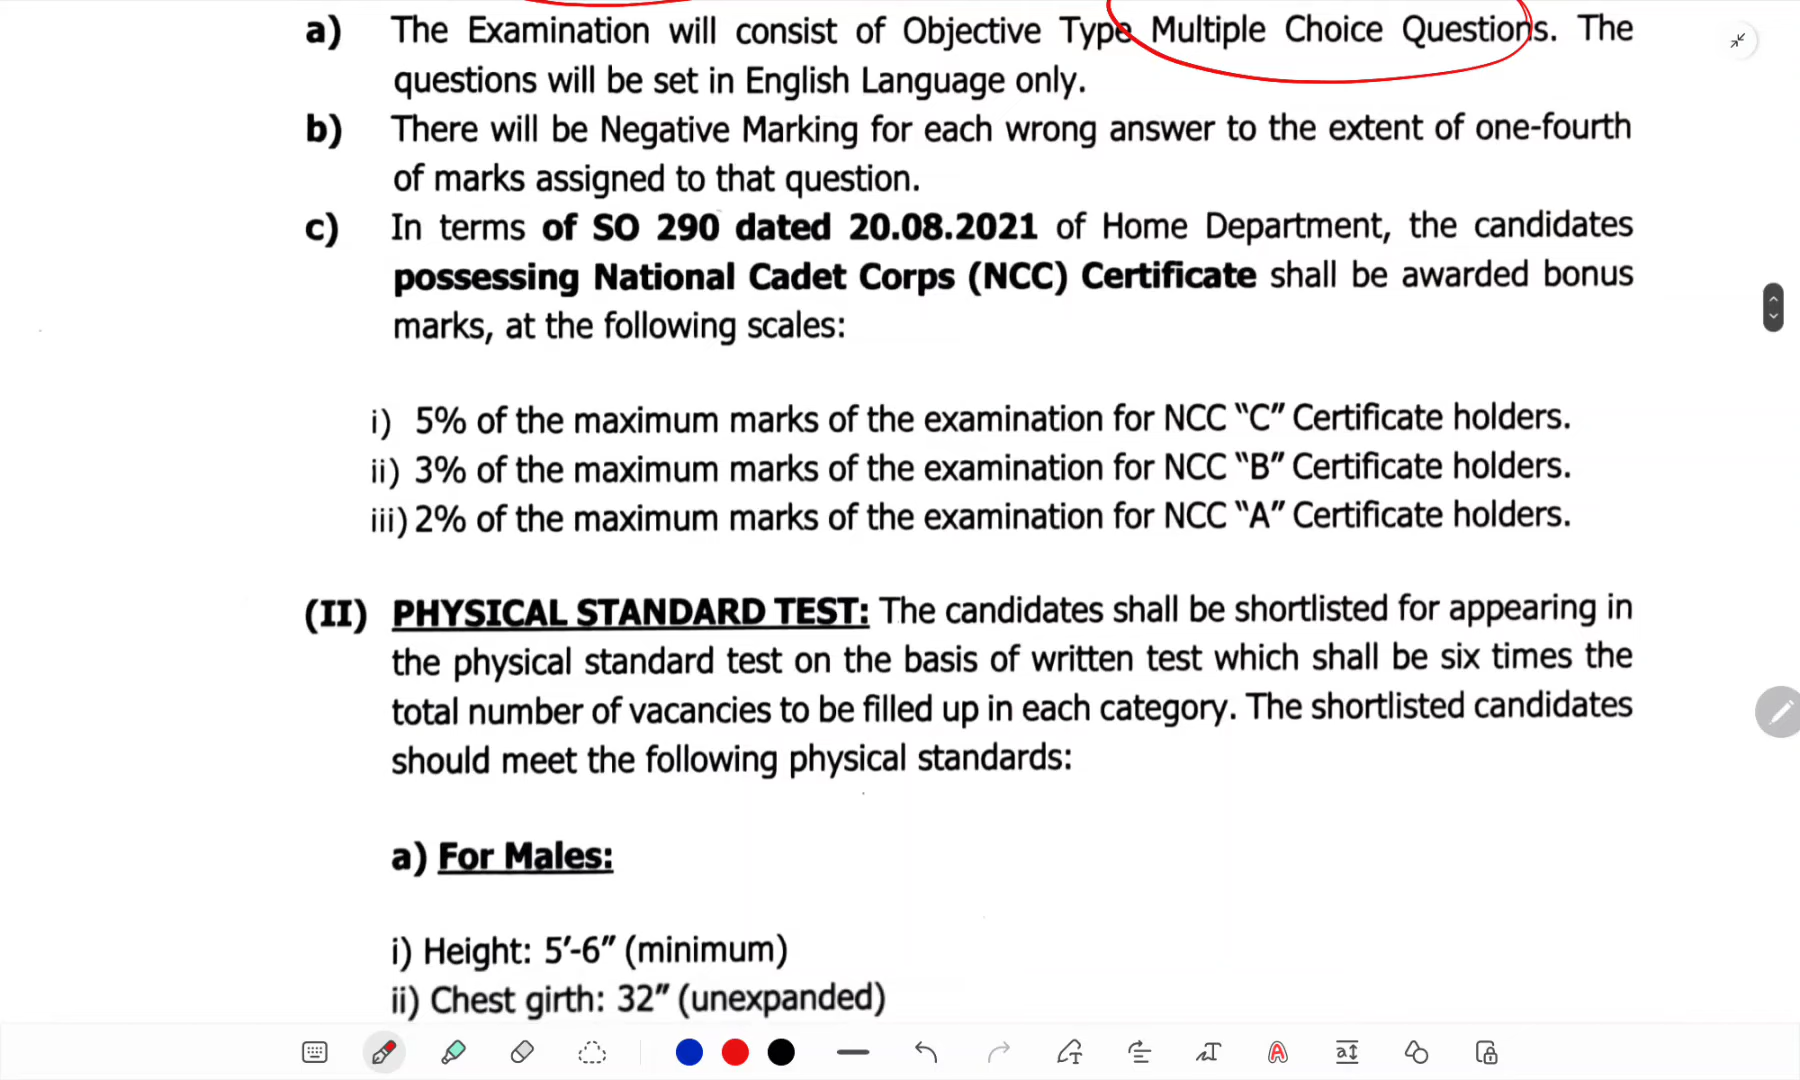 a) The Examination will consist of Objective Type Multiple Choice Questions. The
questions will be set in English Language only.
b) There will be Negative Marking for each wrong answer to the extent of one-fourth
of marks assigned to that question.
c) In terms of SO 290 dated 20.08.2021 of Home Department, the candidates
possessing National Cadet Corps (NCC) Certificate shall be awarded bonus
marks, at the following scales:
i) 5% of the maximum marks of the examination for NCC “C” Certificate holders.
ii) 3% of the maximum marks of the examination for NCC “B” Certificate holders.
iii) 2% of the maximum marks of the examination for NCC “A” Certificate holders.
(II) PHYSICAL STANDARD TEST: The candidates shall be shortlisted for appearing in
the physical standard test on the basis of written test which shall be six times the
total number of vacancies to be filled up in each category. The shortlisted candidates
should meet the following physical standards:
a) For Males:
i) Height: 5′-6″ (minimum)
ii) Chest girth: 32″ (unexpanded)